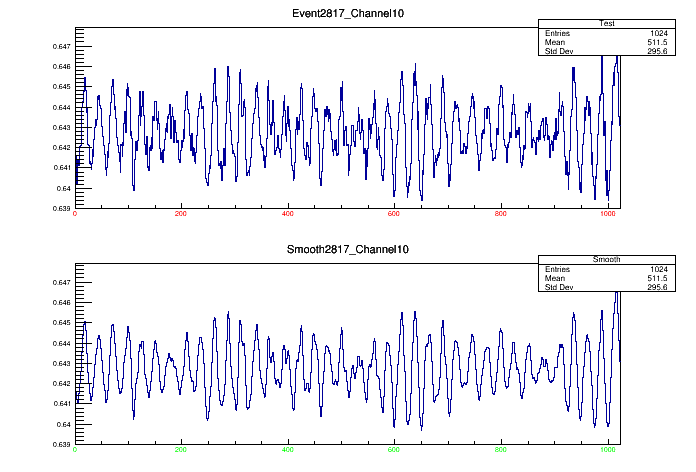 Event2817_Channel10
Test
Entries 1024
Mean 511.5
Std Dev 295.6
0.647
0.646
0.645
0.644
0.643
0.642
0.641
0.64
0.639
0 200 400 600 800 1000
Smooth2817_Channel10
Smooth
Entries 1024
Mean 511.5
Std Dev 295.6
0.647
0.646
0.645
0.644
0.643
0.642
0.641
0.64
0.639
0 200 400 600 800 1000